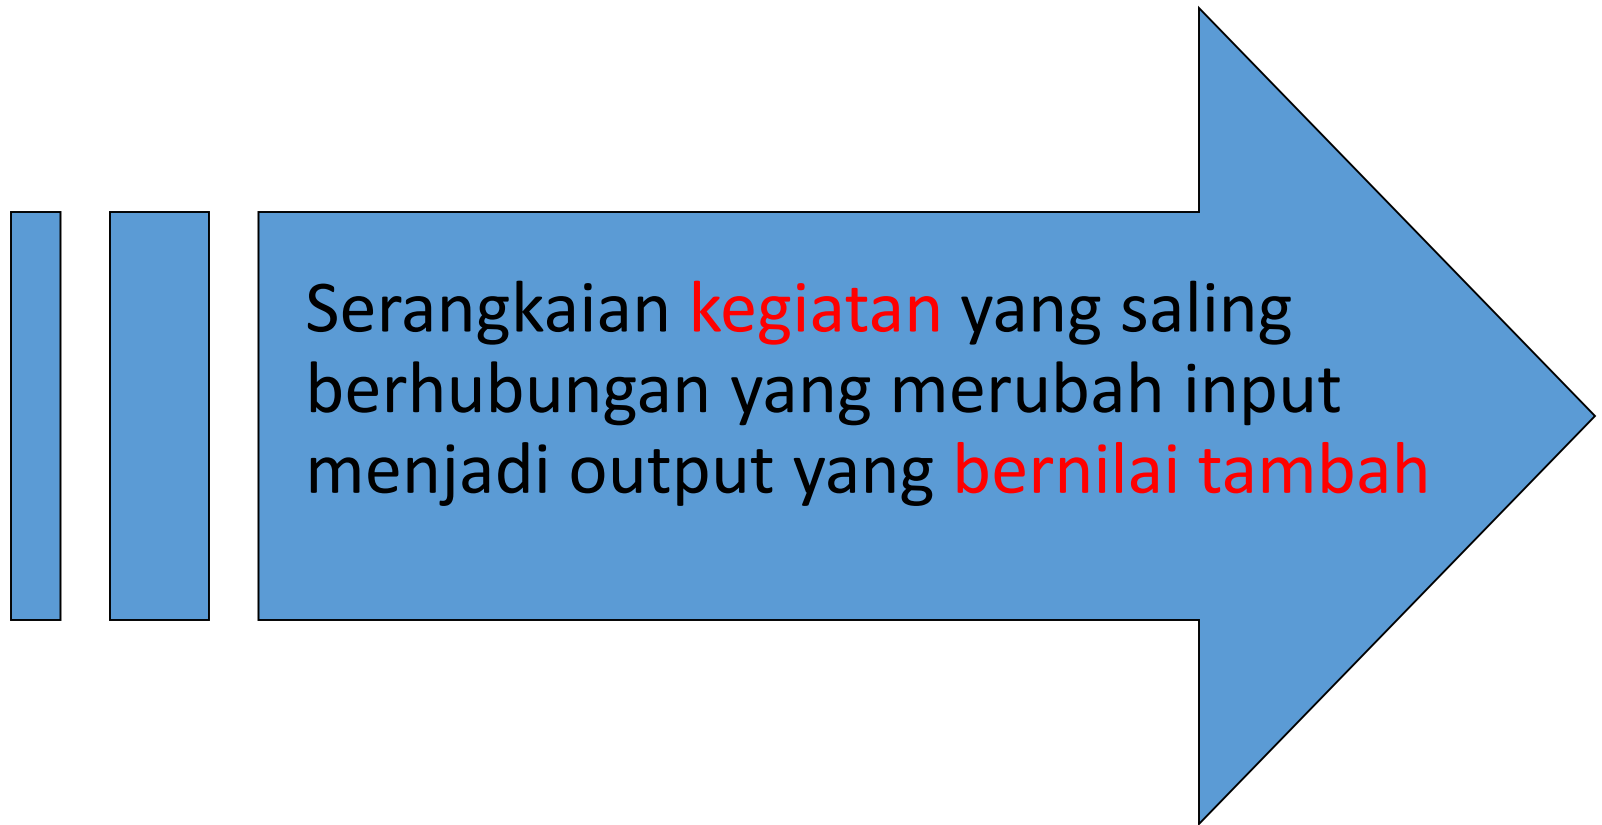 Serangkaian kegiatan yang saling
berhubungan yang merubah input
menjadi output yang bernilai tambah